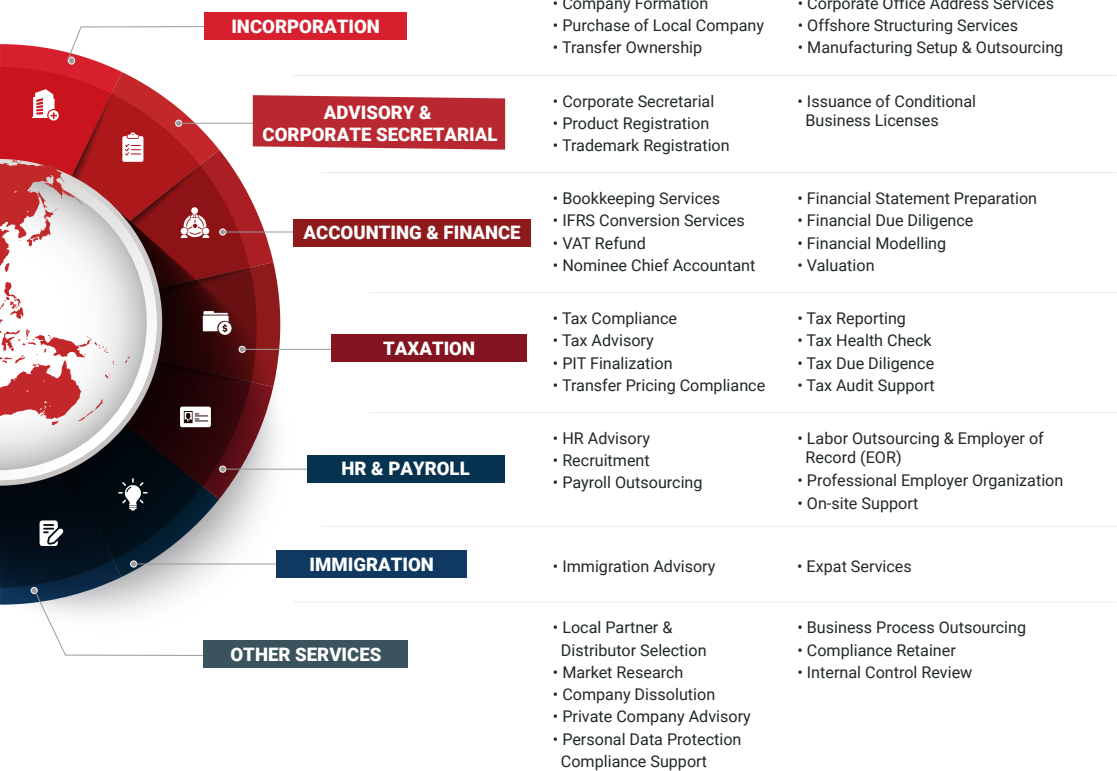 INCORPORATION
• Company Formation
• Purchase of Local Company
• Transfer Ownership
• Corporate Office Address Services
• Offshore Structuring Services
• Manufacturing Setup & Outsourcing
ADVISORY &
CORPORATE SECRETARIAL
• Corporate Secretarial
• Product Registration
• Trademark Registration
• Issuance of Conditional
Business Licenses
ACCOUNTING & FINANCE
• Bookkeeping Services
• IFRS Conversion Services
• VAT Refund
• Nominee Chief Accountant
• Financial Statement Preparation
• Financial Due Diligence
• Financial Modelling
• Valuation
TAXATION
• Tax Compliance
• Tax Advisory
• PIT Finalization
• Transfer Pricing Compliance
• Tax Reporting
• Tax Health Check
• Tax Due Diligence
• Tax Audit Support
HR & PAYROLL
• HR Advisory
• Recruitment
• Payroll Outsourcing
• Labor Outsourcing & Employer of
Record (EOR)
• Professional Employer Organization
• On-site Support
IMMIGRATION
• Immigration Advisory
• Expat Services
OTHER SERVICES
• Local Partner &
Distributor Selection
• Market Research
• Company Dissolution
• Private Company Advisory
• Personal Data Protection
Compliance Support
• Business Process Outsourcing
• Compliance Retainer
• Internal Control Review